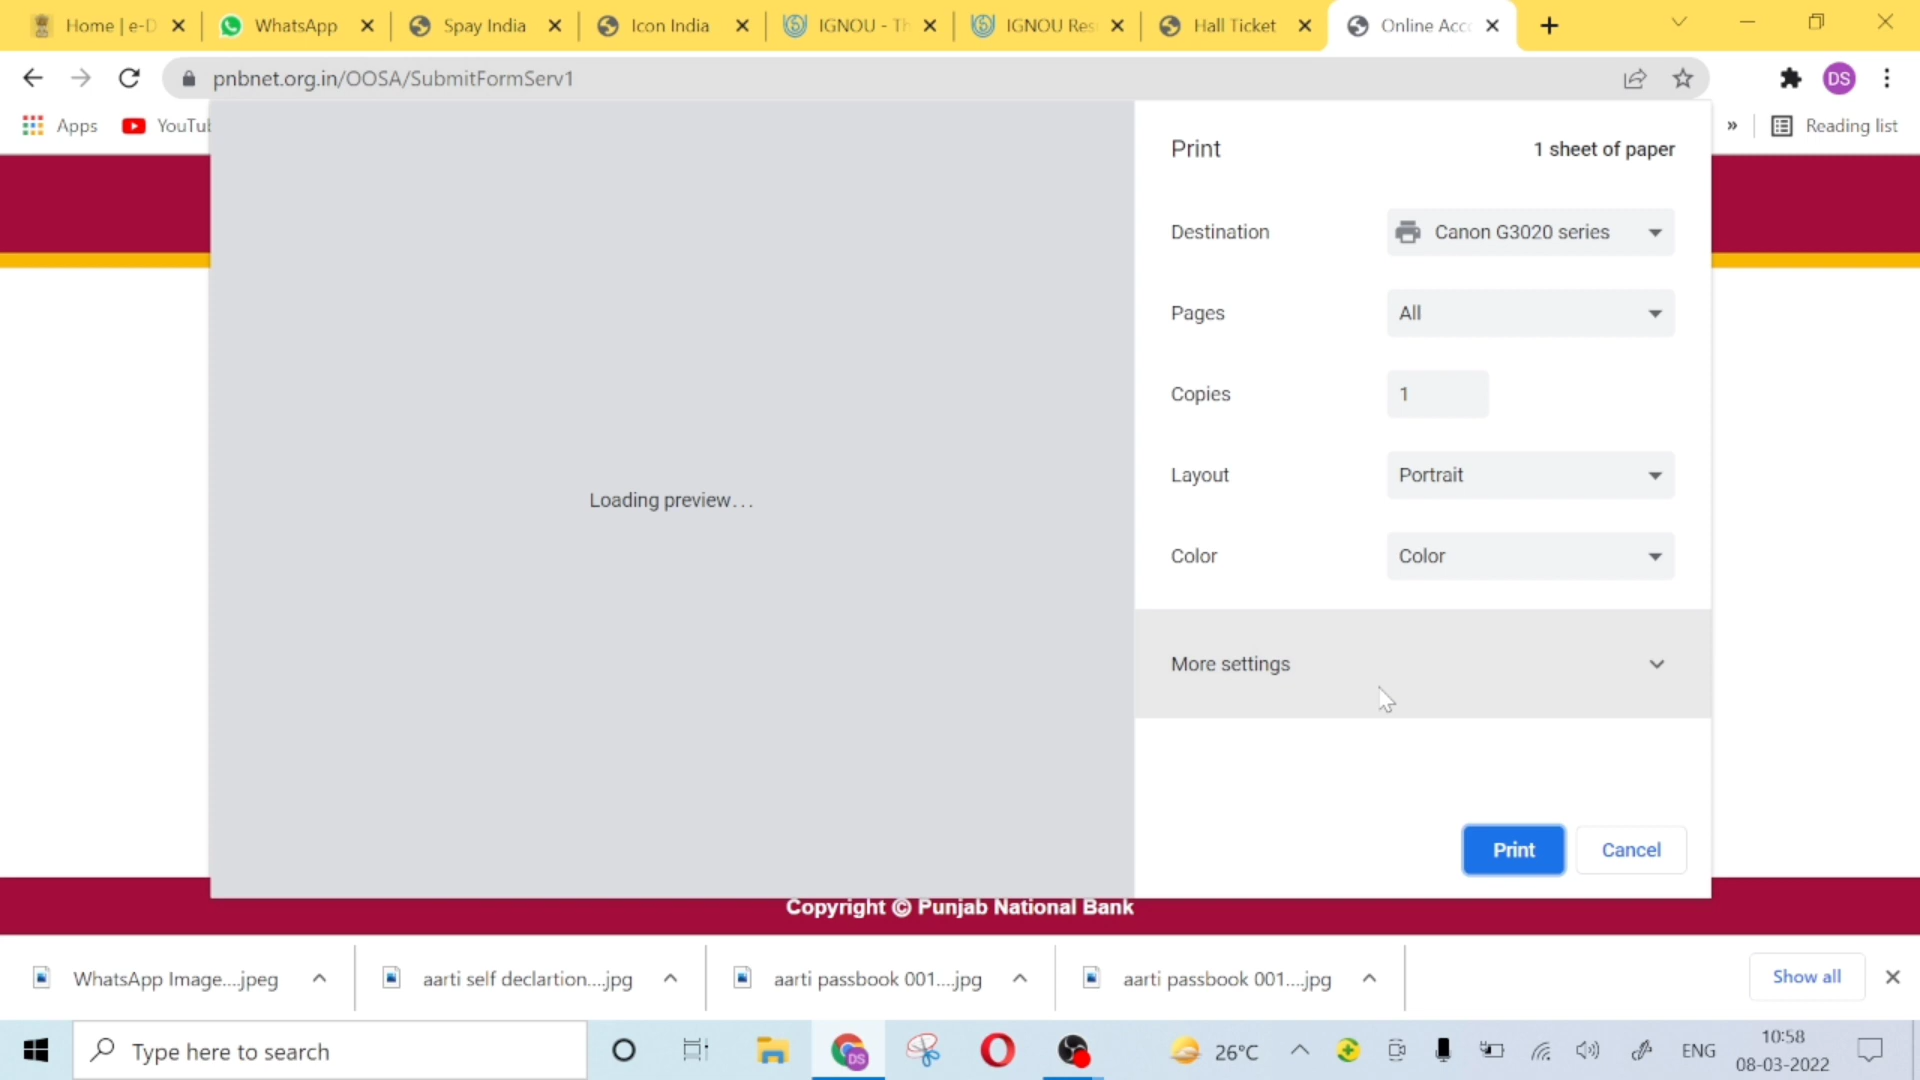 Home | e-D
WhatsApp
Spay India
Icon India
IGNOU - Th
IGNOU Res
Hall Ticket
Online Acc
pnbnet.org.in/OOSA/SubmitFormServ1
DS
Apps
YouTu
»
Reading list
Print
1 sheet of paper
Destination
Canon G3020 series
Pages
All
Copies
1
Layout
Portrait
Loading preview...
Color
Color
More settings
Print
Cancel
Copyright © Punjab National Bank
WhatsApp Image....jpeg
aarti self declartion....jpg
aarti passbook 001....jpg
aarti passbook 001....jpg
Show all
Type here to search
DS
26°C
ENG
10:58
08-03-2022